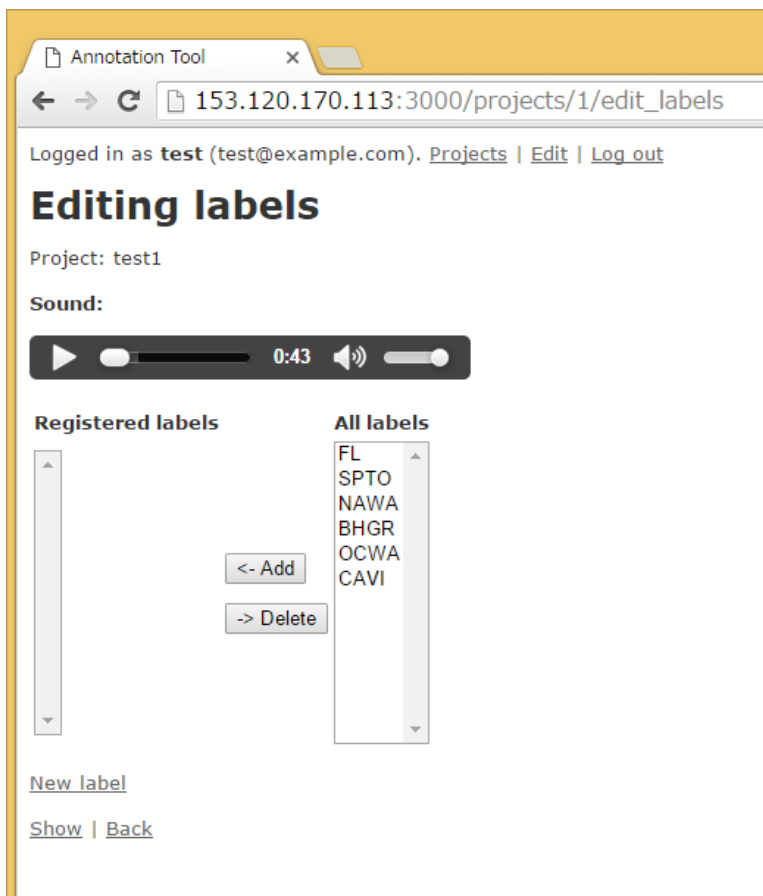 Annotation Tool
153.120.170.113:3000/projects/1/edit_labels
Logged in as test (test@example.com). Projects | Edit | Log out
Editing labels
Project: test1
Sound:
0:43
Registered labels
All labels
FL
SPTO
NAWA
BHGR
OCWA
CAVI
<- Add
-> Delete
New label
Show | Back